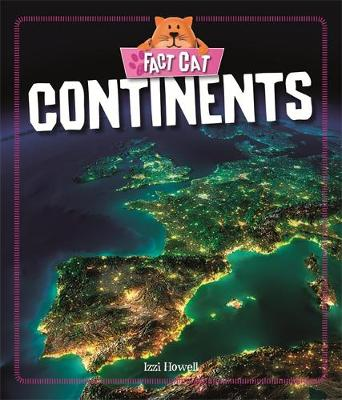 FACT CAT
CONTINENTS
Izzi Howell